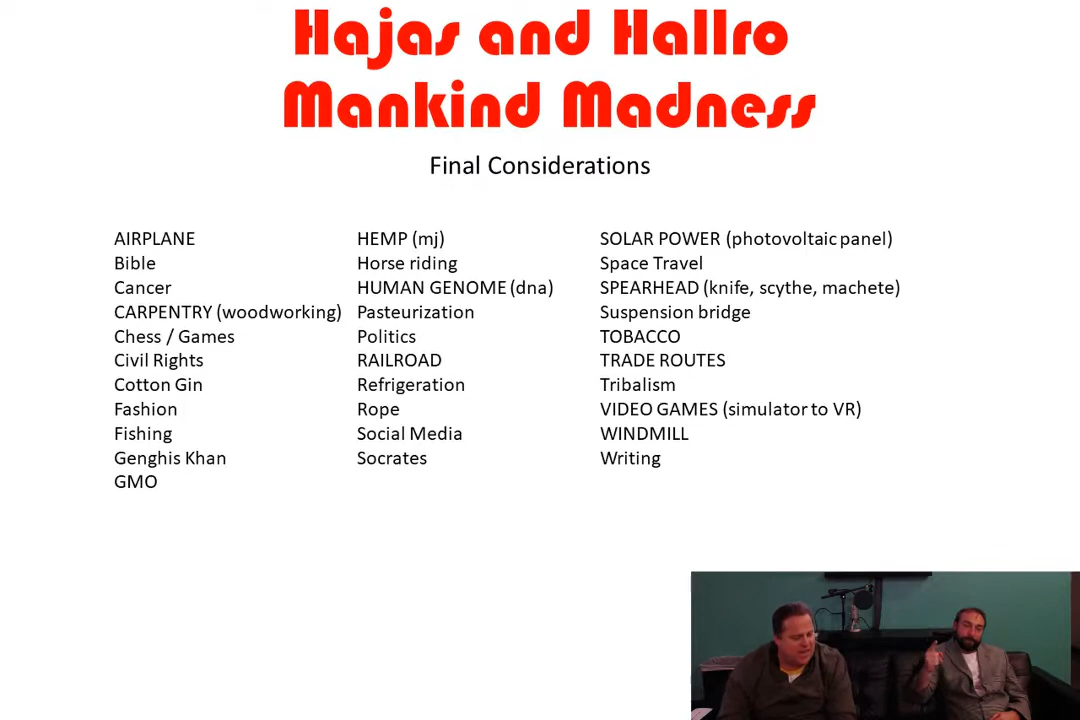 Hajas and Hallro
Mankind Madness
Final Considerations
AIRPLANE
Bible
Cancer
CARPENTRY (woodworking)
Chess / Games
Civil Rights
Cotton Gin
Fashion
Fishing
Genghis Khan
GMO
HEMP (mj)
Horse riding
HUMAN GENOME (dna)
Pasteurization
Politics
RAILROAD
Refrigeration
Rope
Social Media
Socrates
SOLAR POWER (photovoltaic panel)
Space Travel
SPEARHEAD (knife, scythe, machete)
Suspension bridge
TOBACCO
TRADE ROUTES
Tribalism
VIDEO GAMES (simulator to VR)
WINDMILL
Writing